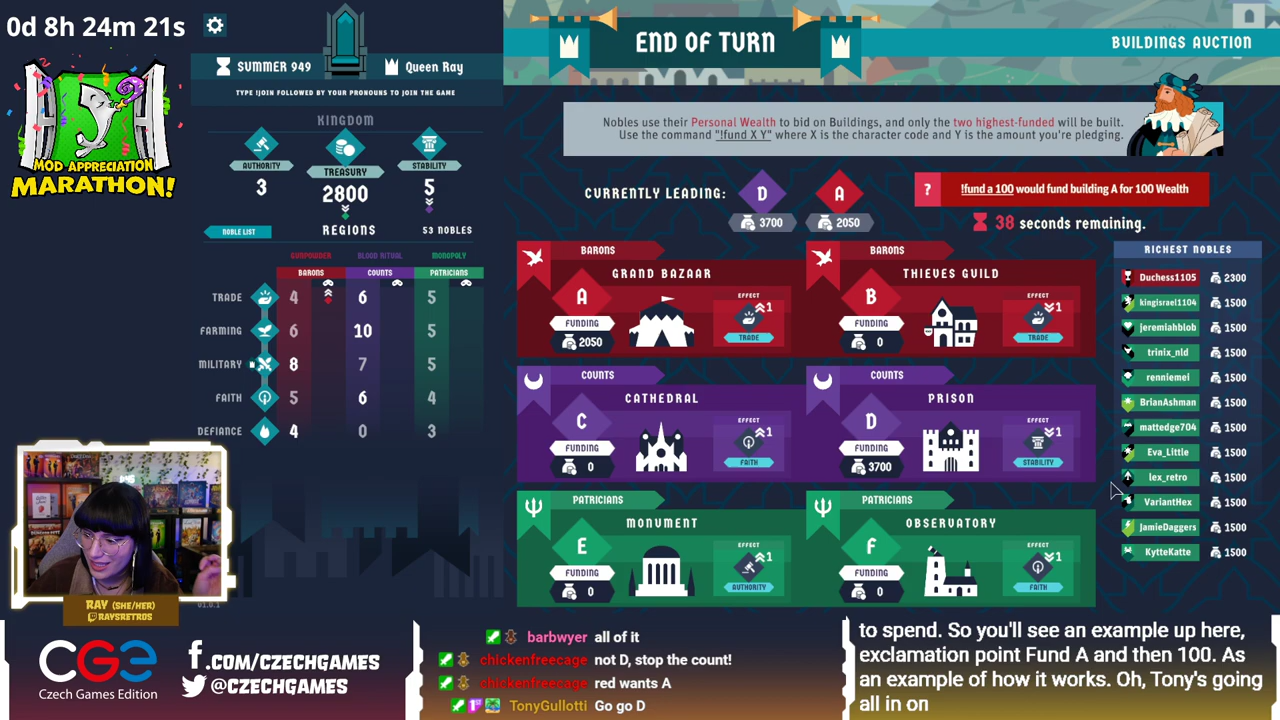 0d 8h 24m 21s
MOD APPRECIATION
MARATHON!
SUMMER 949
Queen Ray
TYPE !JOIN FOLLOWED BY YOUR PRONOUNS TO JOIN THE GAME
KINGDOM
AUTHORITY
TREASURY
STABILITY
3
2800
5
NOBLE LIST
REGIONS
53 NOBLES
GUNPOWDER
BLOOD RITUAL
MONOPOLY
BARONS
COUNTS
PATRICIANS
TRADE 4 6 5
FARMING 6 10 5
MILITARY 8 7 5
FAITH 5 6 4
DEFIANCE 4 0 3
END OF TURN
BUILDINGS AUCTION
Nobles use their Personal Wealth to bid on Buildings, and only the two highest-funded will be built.
Use the command "!fund X Y" where X is the character code and Y is the amount you're pledging.
CURRENTLY LEADING:
D
3700
A
2050
? !fund a 100 would fund building A for 100 Wealth
38 seconds remaining.
BARONS
GRAND BAZAAR
A
FUNDING
2050
EFFECT
1
TRADE
BARONS
THIEVES GUILD
B
FUNDING
0
EFFECT
1
TRADE
COUNTS
CATHEDRAL
C
FUNDING
0
EFFECT
1
FAITH
COUNTS
PRISON
D
FUNDING
3700
EFFECT
1
STABILITY
PATRICIANS
MONUMENT
E
FUNDING
0
EFFECT
1
AUTHORITY
PATRICIANS
OBSERVATORY
F
FUNDING
0
EFFECT
1
FAITH
RICHEST NOBLES
Duchess1105 2300
kingisrael1104 1500
jeremiahblob 1500
trinix_nld 1500
renniemei 1500
BrianAshman 1500
mattedge704 1500
Eva_Little 1500
lex_retro 1500
VariantHex 1500
JamieDaggers 1500
KytteKatte 1500
RAY (SHE/HER)
RAYSRETROS
V1.0.1
CGE
Czech Games Edition
f.COM/CZECHGAMES
@CZECHGAMES
barbwyer all of it
chickenfreecage not D, stop the count!
chickenfreecage red wants A
TonyGullotti Go go D
to spend. So you'll see an example up here,
exclamation point Fund A and then 100. As
an example of how it works. Oh, Tony's going
all in on